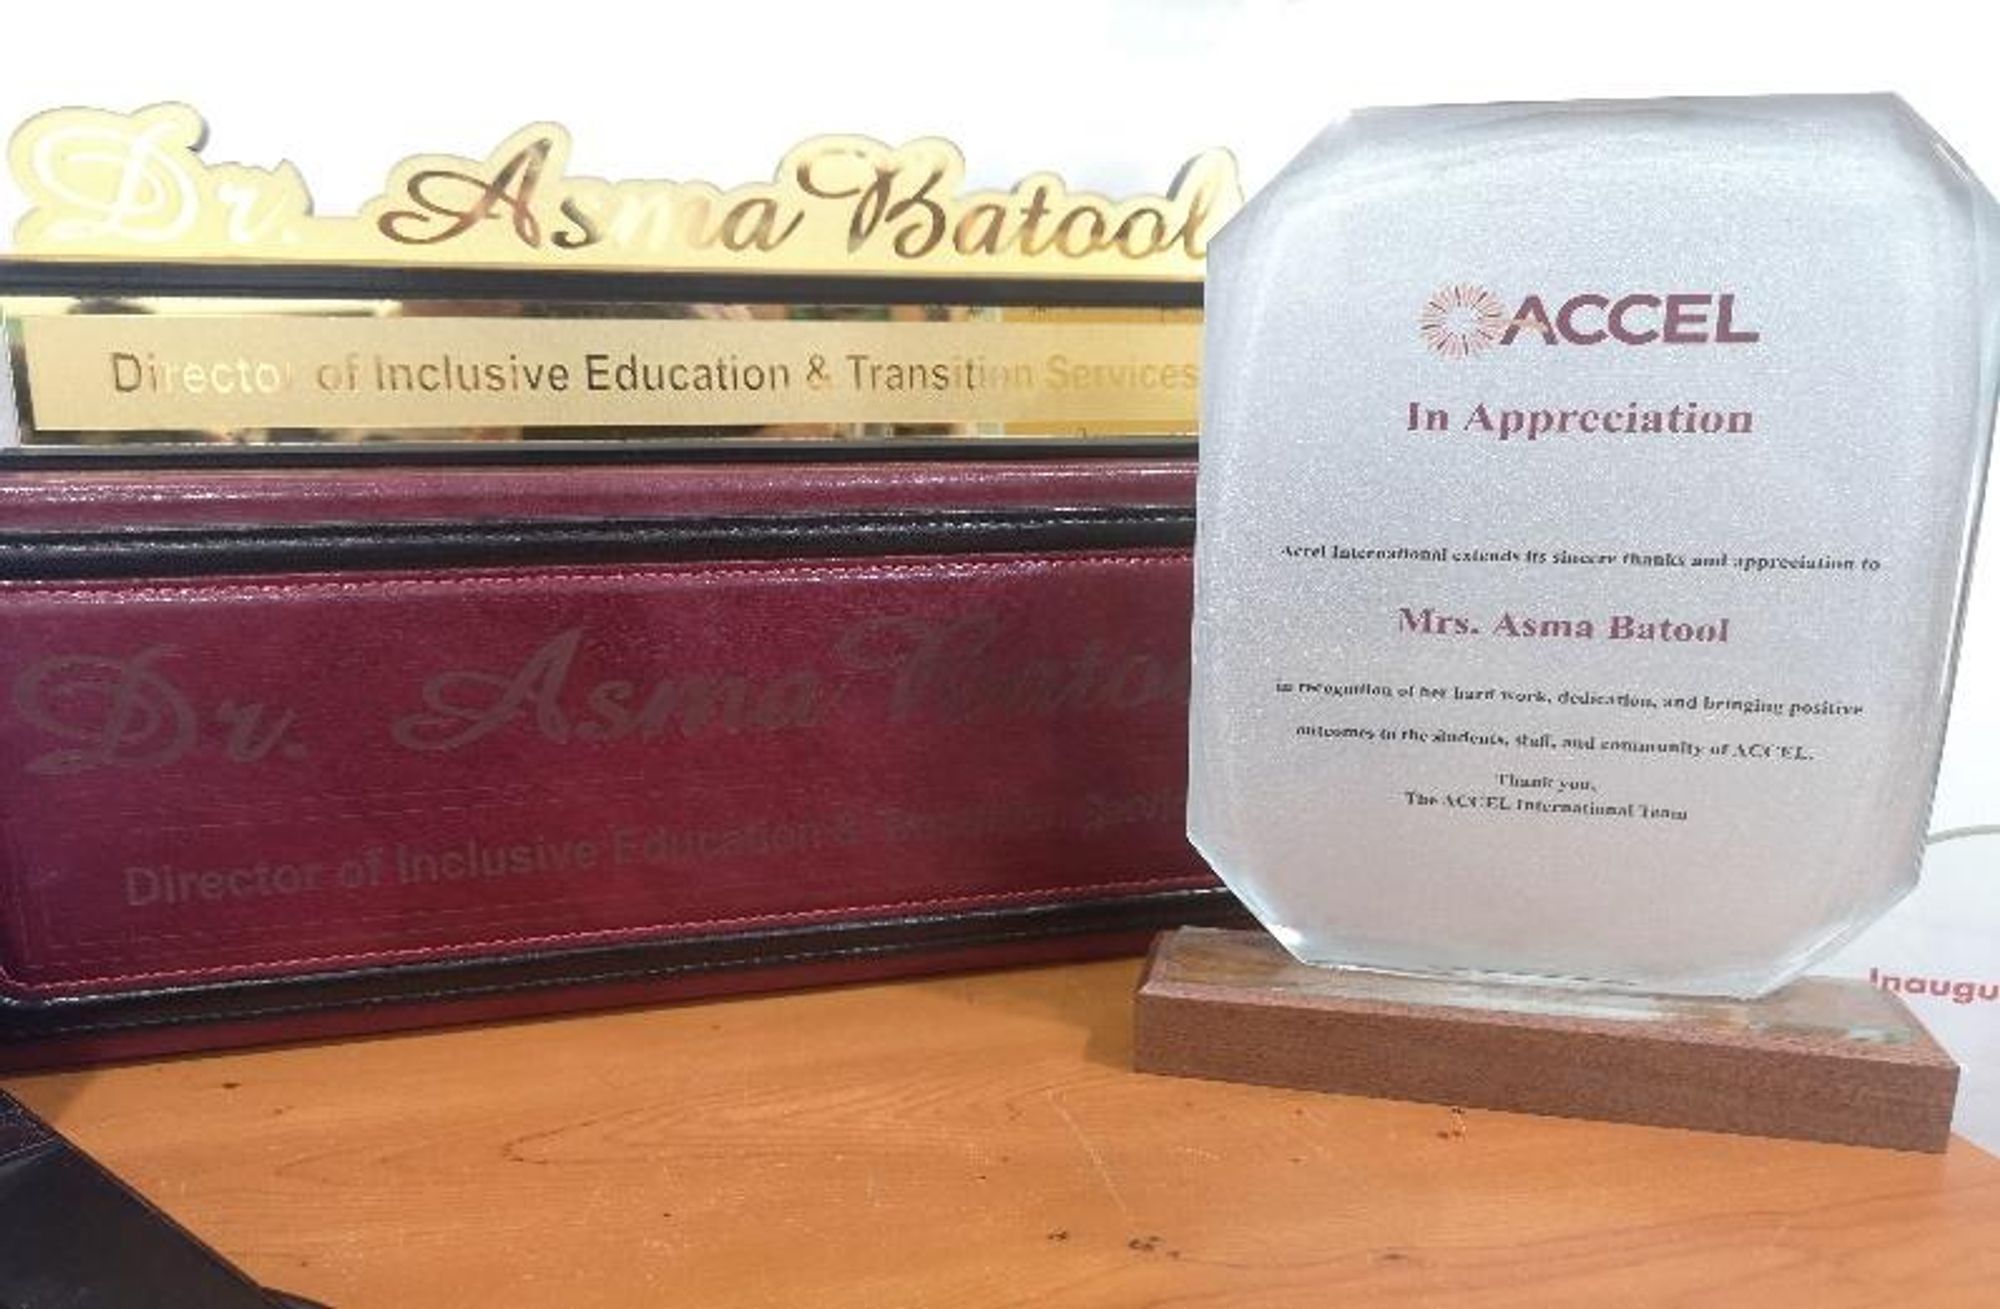 Dr. Asma Batool
Director of Inclusive Education & Transition Services
Dr. Asma
Director of Inclusive Education &
ACCEL
In Appreciation
Accel International extends its sincere thanks and appreciation to
Mrs. Asma Batool
in recognition of her hard work, dedication, and bringing positive
outcomes to the students, staff, and community of ACCEL.
Thank you,
The ACCEL International Team
Inaugu